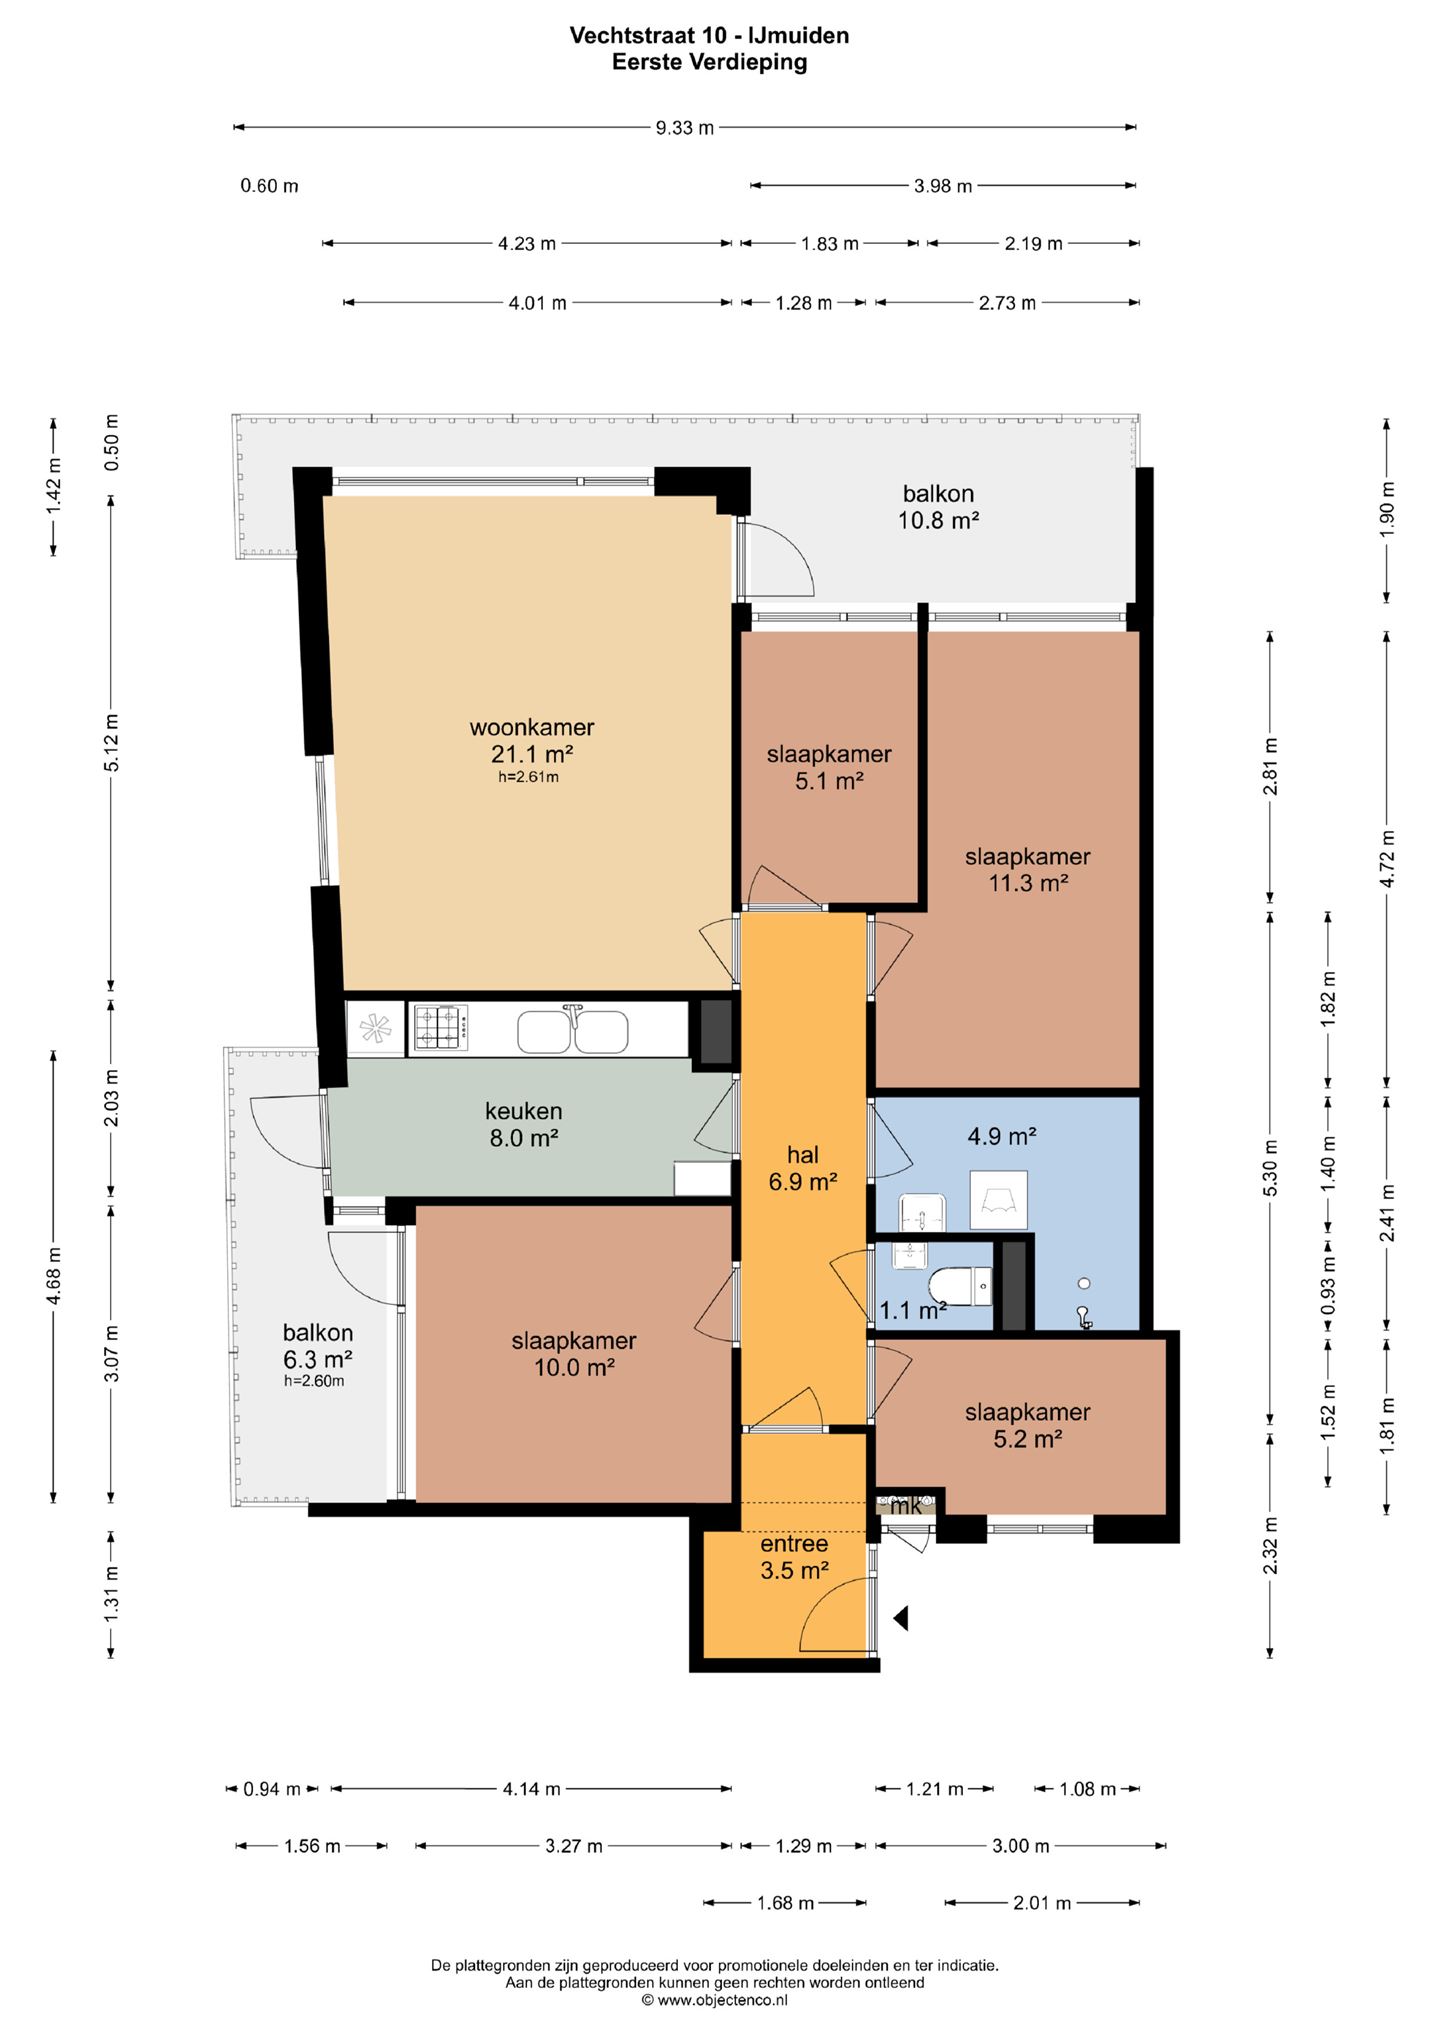 Vechtstraat 10 - IJmuiden
Eerste Verdieping
9.33 m
0.60 m
3.98 m
4.23 m
1.83 m
2.19 m
4.01 m
1.28 m
2.73 m
1.42 m
0.50 m
5.12 m
2.03 m
4.68 m
3.07 m
1.31 m
balkon
10.8 m²
woonkamer
21.1 m²
h=2.61m
slaapkamer
5.1 m²
slaapkamer
11.3 m²
keuken
8.0 m²
hal
6.9 m²
4.9 m²
1.1 m²
balkon
6.3 m²
h=2.60m
slaapkamer
10.0 m²
slaapkamer
5.2 m²
mk
entree
3.5 m²
1.90 m
2.81 m
4.72 m
1.82 m
5.30 m
1.40 m
2.41 m
0.93 m
1.52 m
1.81 m
2.32 m
0.94 m
4.14 m
1.21 m
1.08 m
1.56 m
3.27 m
1.29 m
3.00 m
1.68 m
2.01 m
De plattegronden zijn geproduceerd voor promotionele doeleinden en ter indicatie.
Aan de plattegronden kunnen geen rechten worden ontleend
© www.objectenco.nl